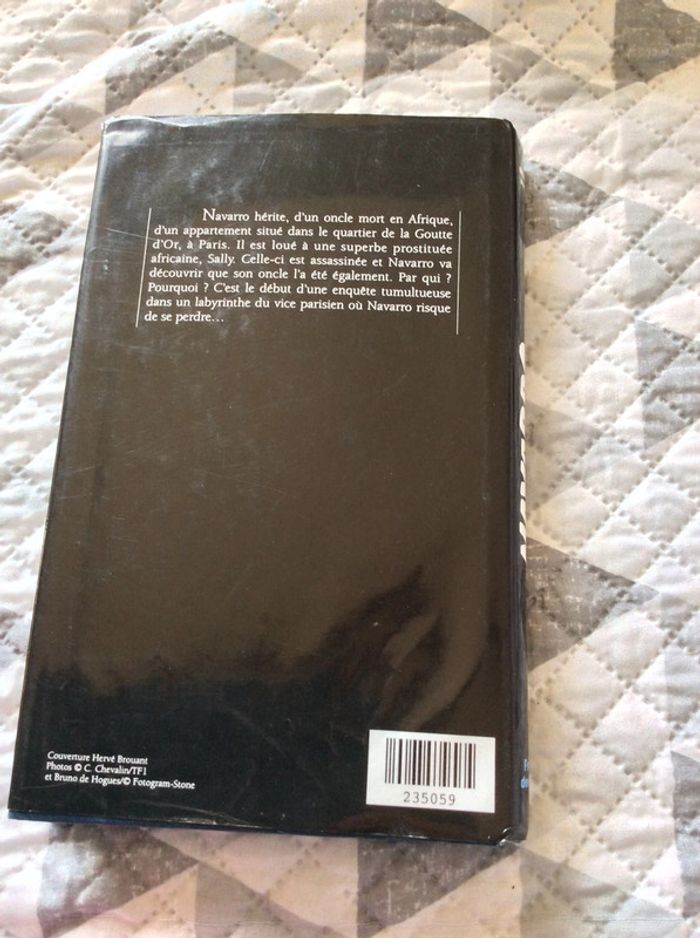 Navarro hérite, d'un oncle mort en Afrique,
d'un appartement situé dans le quartier de la Goutte
d'Or, à Paris. Il est loué à une superbe prostituée
africaine, Sally. Celle-ci est assassinée et Navarro va
découvrir que son oncle l'a été également. Par qui ?
Pourquoi ? C'est le début d'une enquête tumultueuse
dans un labyrinthe du vice parisien où Navarro risque
de se perdre…
Couverture Hervé Brouant
Photos © C. Chevalin/TF1
et Bruno de Hogues/© Fotogram-Stone
235059